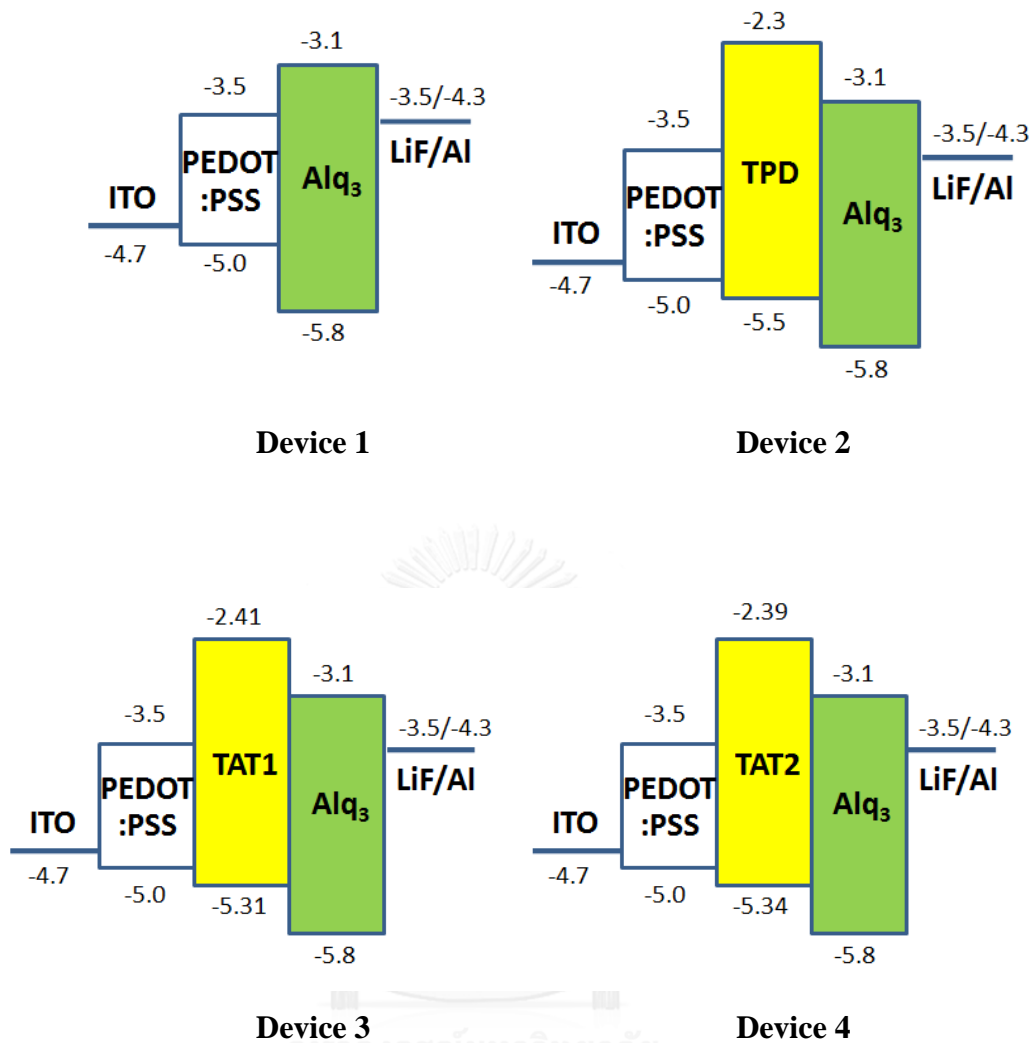 -3.1
-3.5
-3.5/-4.3
PEDOT
:PSS
Alq3
LiF/Al
ITO
-4.7
-5.0
-5.8
Device 1
-2.3
-3.1
-3.5
-3.5/-4.3
TPD
PEDOT
:PSS
LiF/Al
Alq3
ITO
-4.7
-5.0
-5.5
-5.8
Device 2
-2.41
-3.1
-3.5
-3.5/-4.3
TAT1
LiF/Al
PEDOT
:PSS
Alq3
ITO
-4.7
-5.0
-5.31
-5.8
Device 3
-2.39
-3.1
-3.5
-3.5/-4.3
TAT2
LiF/Al
PEDOT
:PSS
Alq3
ITO
-4.7
-5.0
-5.34
-5.8
Device 4